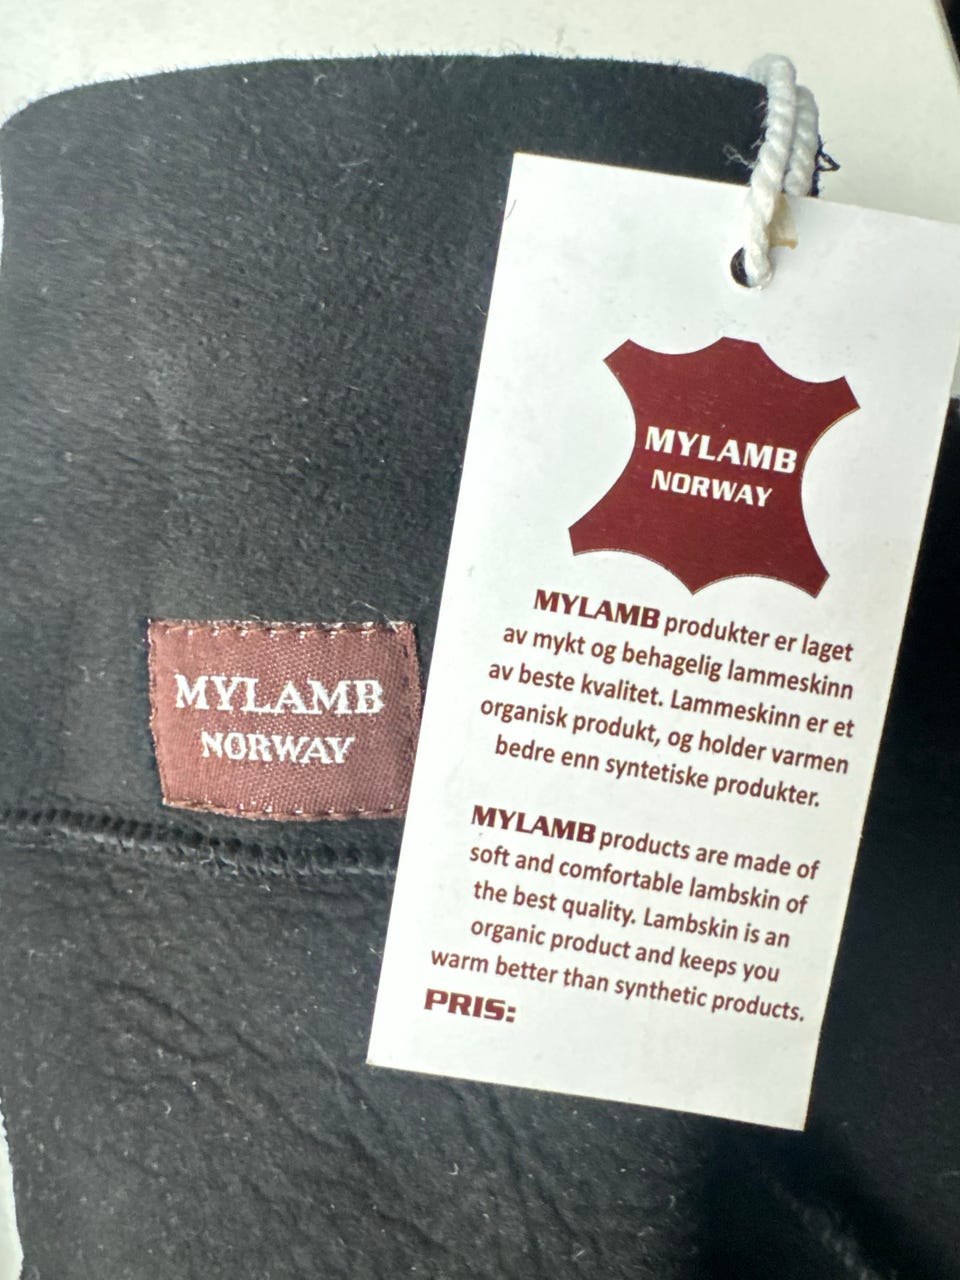 MYLAMB
NORWAY
MYLAMB produkter er laget
av mykt og behagelig lammeskinn
av beste kvalitet. Lammeskinn er et
organisk produkt, og holder varmen
bedre enn syntetiske produkter.
MYLAMB products are made of
soft and comfortable lambskin of
the best quality. Lambskin is an
organic product and keeps you
warm better than synthetic products.
PRIS:
MYLAMB
NORWAY